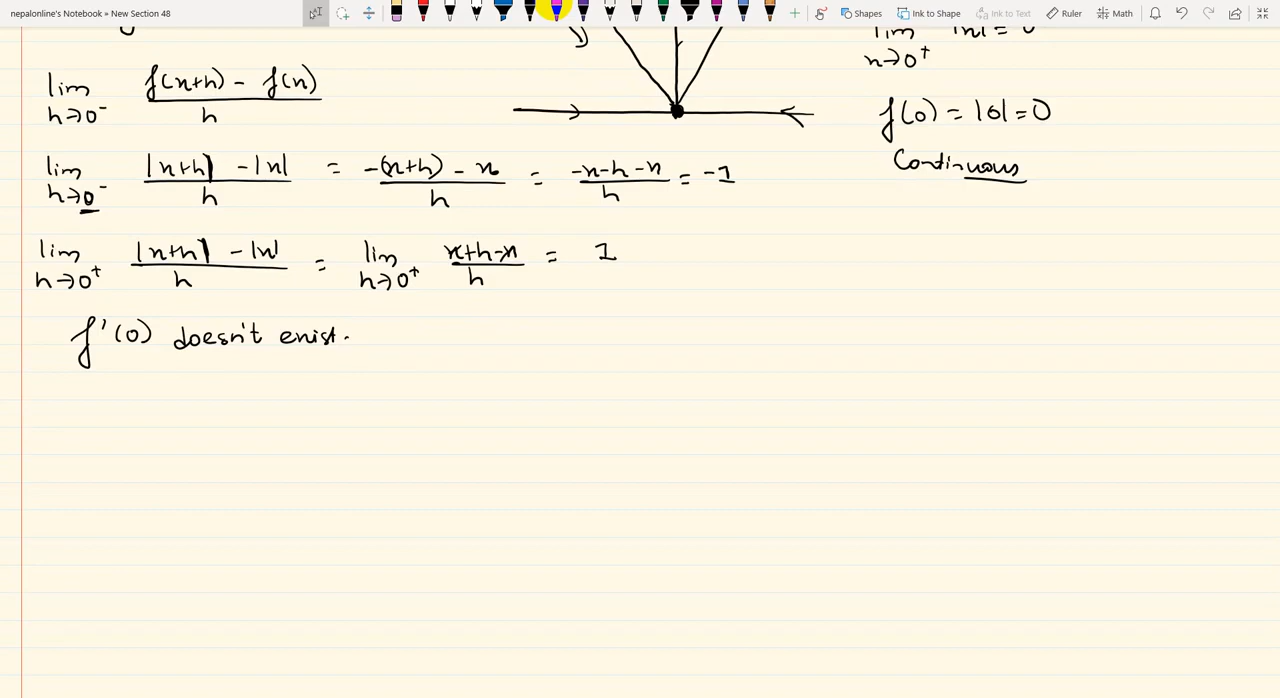 nepalonline's Notebook » New Section 48
Shapes Ink to Shape Ink to Text Ruler Math
lim f(x+h) - f(x)
h→0⁻ h
lim |x+h| - |x| = -(x+h) - x = -x-h-x = -1
h→0⁻ h h h
lim |x+h| - |x| = lim x+h-x = 1
h→0⁺ h h→0⁺ h
f'(0) doesn't exist.
x→0⁺
f(0) = |0| = 0
Continuous